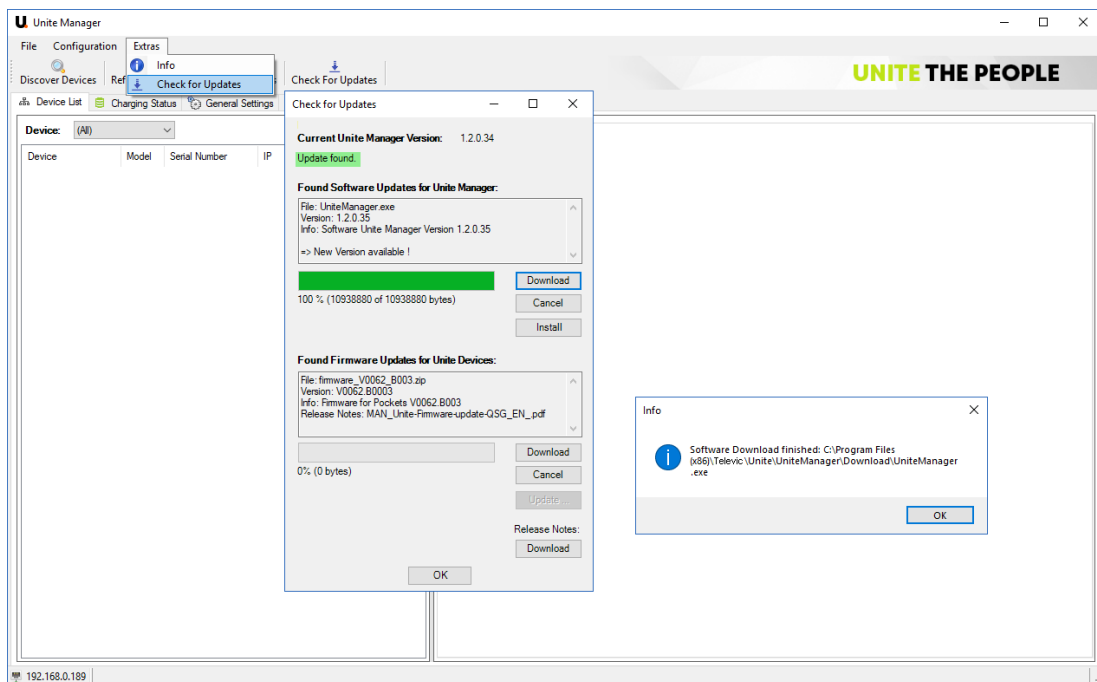 U. Unite Manager
File Configuration Extras
Discover Devices Ref Check For Updates
Info
Check for Updates
UNITE THE PEOPLE
Device List Charging Status General Settings
Device: (All)
Device Model Serial Number IP
Check for Updates
Current Unite Manager Version: 1.2.0.34
Update found.
Found Software Updates for Unite Manager:
File: UniteManager.exe
Version: 1.2.0.35
Info: Software Unite Manager Version 1.2.0.35
=> New Version available !
Download
100 % (10938880 of 10938880 bytes)
Cancel
Install
Found Firmware Updates for Unite Devices:
File: firmware_V0062_B003.zip
Version: V0062.B0003
Info: Firmware for Pockets V0062.B003
Release Notes: MAN_Unite-Firmware-update-QSG_EN_.pdf
Download
0% (0 bytes)
Cancel
Update ...
Release Notes:
Download
OK
Info
Software Download finished: C:\Program Files
(x86)\Televic\Unite\UniteManager\Download\UniteManager
.exe
OK
192.168.0.189